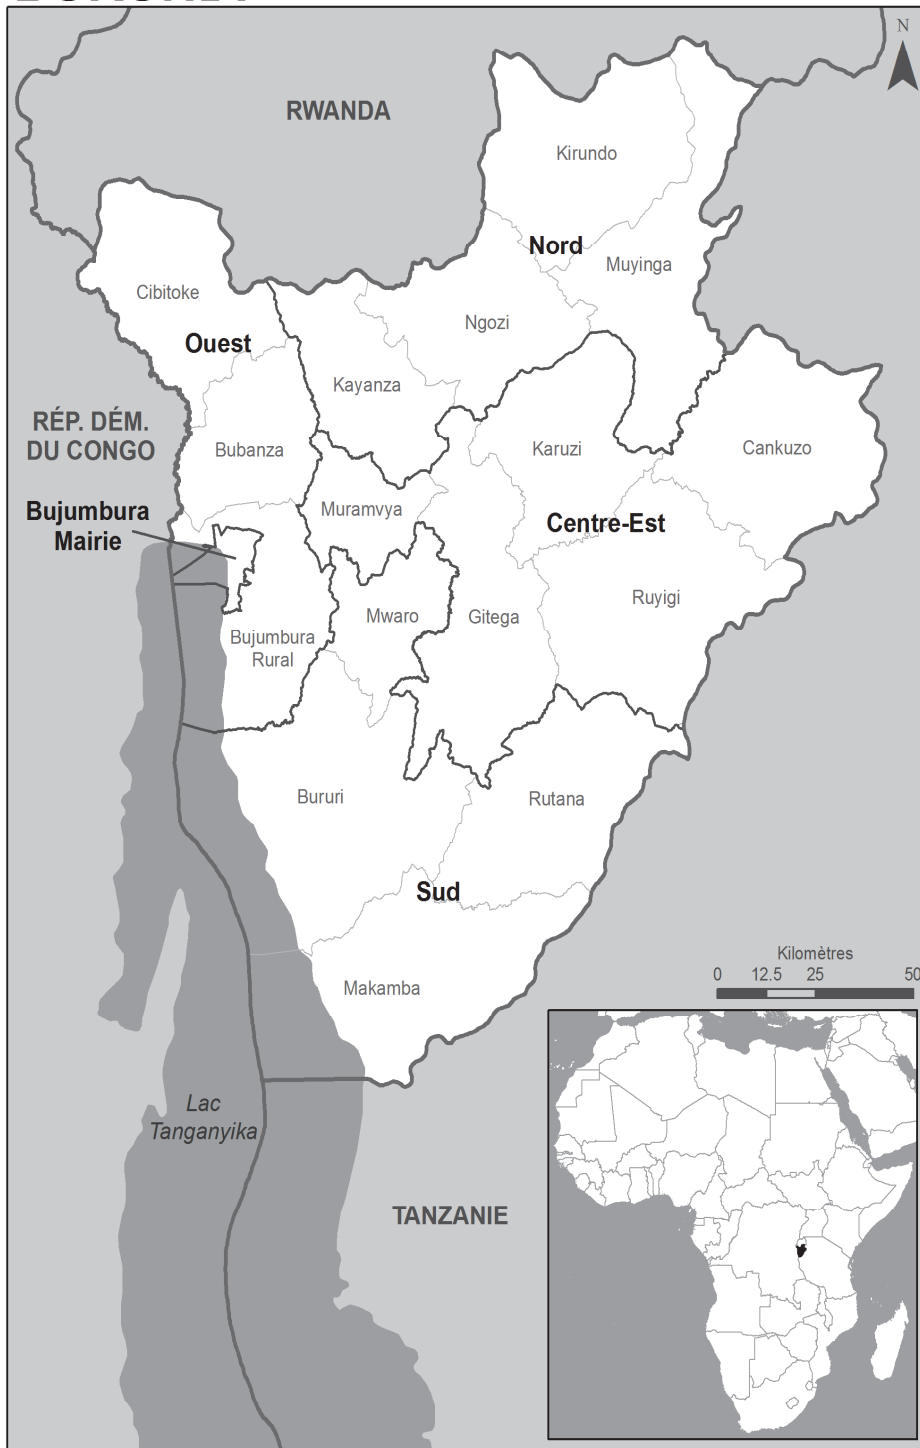 N
RWANDA
Kirundo
Nord
Muyinga
Cibitoke
Ngozi
Ouest
Kayanza
RÉP. DÉM.
DU CONGO
Bubanza
Karuzi
Cankuzo
Bujumbura
Mairie
Muramvya
Centre-Est
Ruyigi
Mwaro
Gitega
Bujumbura
Rural
Bururi
Rutana
Sud
Makamba
Kilomètres
0 12.5 25 50
Lac
Tanganyika
TANZANIE